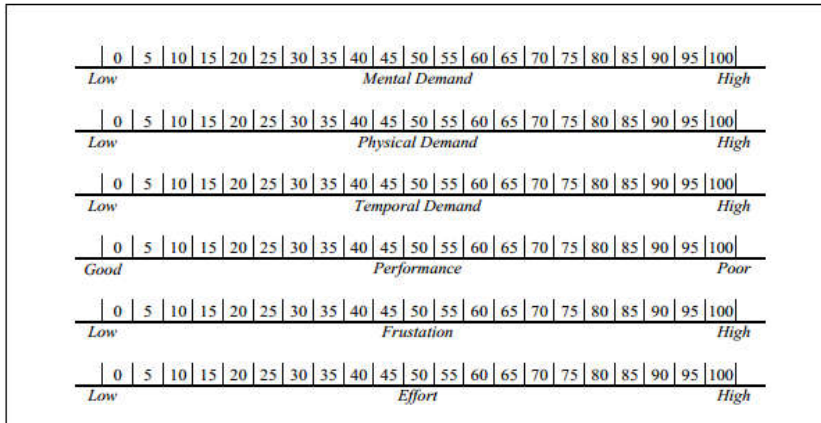 0 5 10 15 20 25 30 35 40 45 50 55 60 65 70 75 80 85 90 95 100
Low Mental Demand High
0 5 10 15 20 25 30 35 40 45 50 55 60 65 70 75 80 85 90 95 100
Low Physical Demand High
0 5 10 15 20 25 30 35 40 45 50 55 60 65 70 75 80 85 90 95 100
Low Temporal Demand High
0 5 10 15 20 25 30 35 40 45 50 55 60 65 70 75 80 85 90 95 100
Good Performance Poor
0 5 10 15 20 25 30 35 40 45 50 55 60 65 70 75 80 85 90 95 100
Low Frustation High
0 5 10 15 20 25 30 35 40 45 50 55 60 65 70 75 80 85 90 95 100
Low Effort High